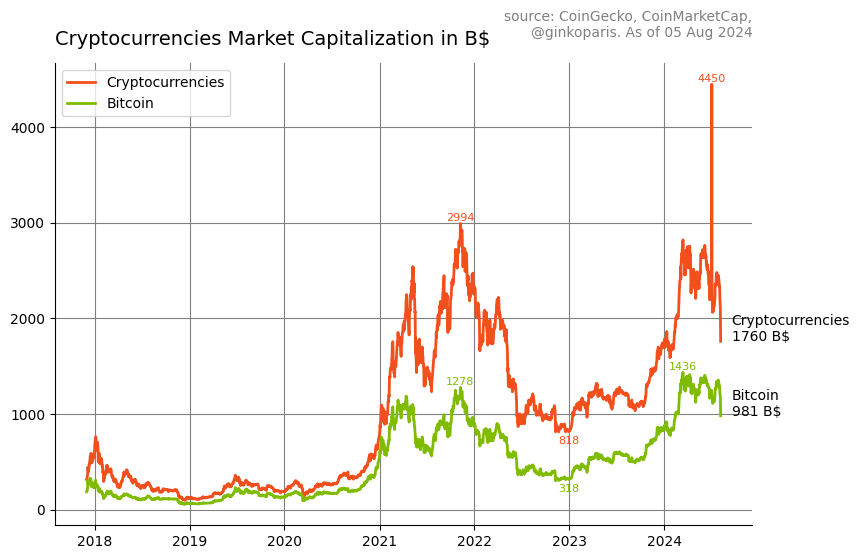 source: CoinGecko, CoinMarketCap,
@ginkoparis. As of 05 Aug 2024
Cryptocurrencies Market Capitalization in B$
Cryptocurrencies
Bitcoin
4450
4000
3000
2994
2000
Cryptocurrencies
1760 B$
1436
1278
Bitcoin
981 B$
1000
818
318
0
2018 2019 2020 2021 2022 2023 2024